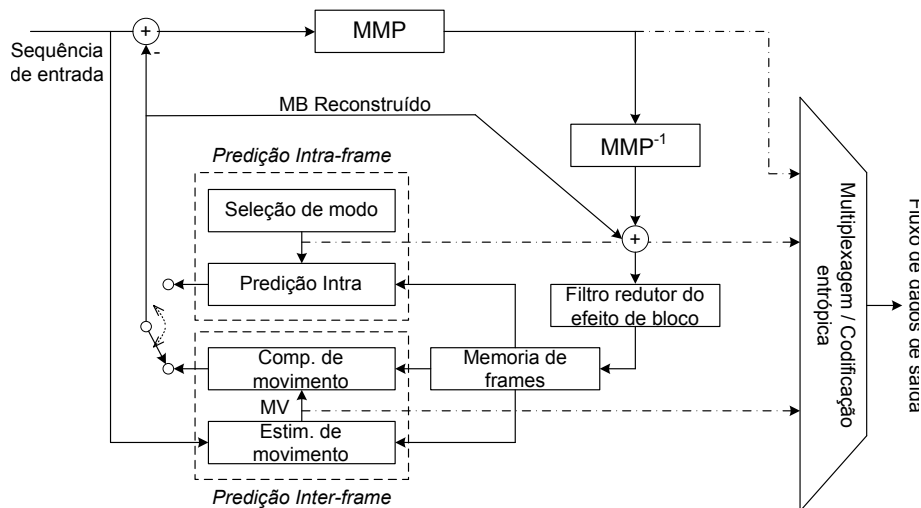 +
MMP
-
Sequência
de entrada
MB Reconstruído
MMP-1
Predição Intra-frame
Seleção de modo
+
Predição Intra
Filtro redutor do
efeito de bloco
Comp. de
movimento
Memoria de
frames
MV
Estim. de
movimento
Predição Inter-frame
Multiplexagem / Codificação
entrópica
Fluxo de dados de saída